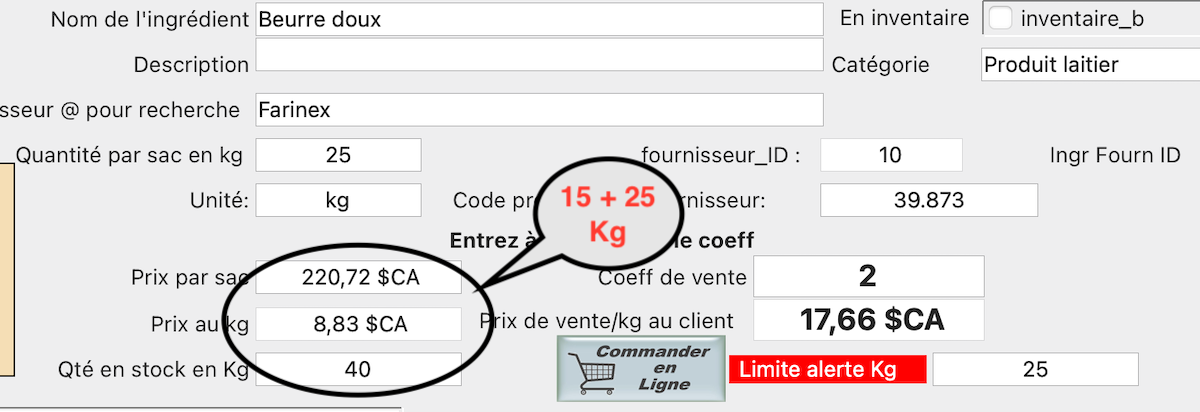 Nom de l'ingrédient Beurre doux En inventaire inventaire_b
Description Catégorie Produit laitier
sseur @ pour recherche Farinex
Quantité par sac en kg 25 fournisseur_ID : 10 Ingr Fourn ID
Unité: kg Code pr rnisseur: 39.873
15 + 25
Kg
Entrez à le coeff
Prix par sac 220,72 $CA Coeff de vente 2
Prix au kg 8,83 $CA Prix de vente/kg au client 17,66 $CA
Qté en stock en Kg 40 Commander
en
Ligne
Limite alerte Kg 25